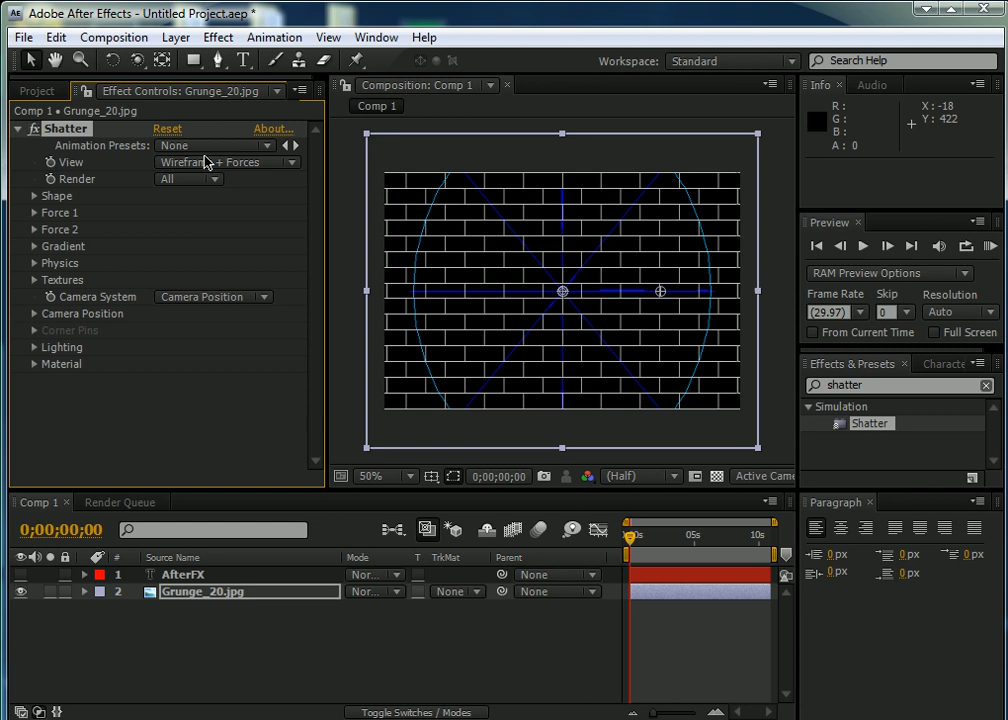 AE Adobe After Effects - Untitled Project.aep *
File Edit Composition Layer Effect Animation View Window Help
T Workspace: Standard Search Help
Project Effect Controls: Grunge_20.jpg
Comp 1 • Grunge_20.jpg
fx Shatter Reset About...
Animation Presets: None
View Wirefram + Forces
Render All
Shape
Force 1
Force 2
Gradient
Physics
Textures
Camera System Camera Position
Camera Position
Corner Pins
Lighting
Material
Composition: Comp 1
Comp 1
50% 0;00;00;00 (Half) Active Came
Info Audio
R: X: -18
G: Y: 422
B:
A: 0
Preview
RAM Preview Options
Frame Rate Skip Resolution
(29.97) 0 Auto
From Current Time Full Screen
Effects & Presets Characte
shatter
Simulation
Shatter
Comp 1 Render Queue
0;00;00;00
0s 05s 10s
# Source Name Mode T TrkMat Parent
1 T AfterFX Nor... None
2 Grunge_20.jpg Nor... None None
Toggle Switches / Modes
Paragraph
0 px 0 px 0 px
0 px 0 px